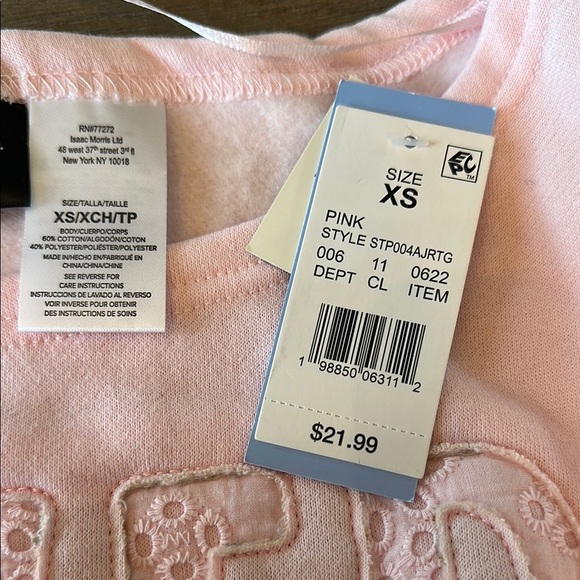 RN#77272
Isaac Morris Ltd
48 west 37th street 3rd fl
New York NY 10018
SIZE/TALLA/TAILLE
XS/XCH/TP
BODY/CUERPO/CORPS
60% COTTON/ALGODÓN/COTON
40% POLYESTER/POLIÉSTER/POLYESTER
MADE IN/HECHO EN/FABRIQUÉ EN
CHINA/CHINA/CHINE
SEE REVERSE FOR
CARE INSTRUCTIONS
INSTRUCCIONES DE LAVADO AL REVERSO
VOIR INVERSE POUR OBTENIR
DES INSTRUCTIONS DE SOINS
ECPC TM
SIZE
XS
PINK
STYLE STP004AJRTG
006 11 0622
DEPT CL ITEM
1 98850 06311 2
$21.99